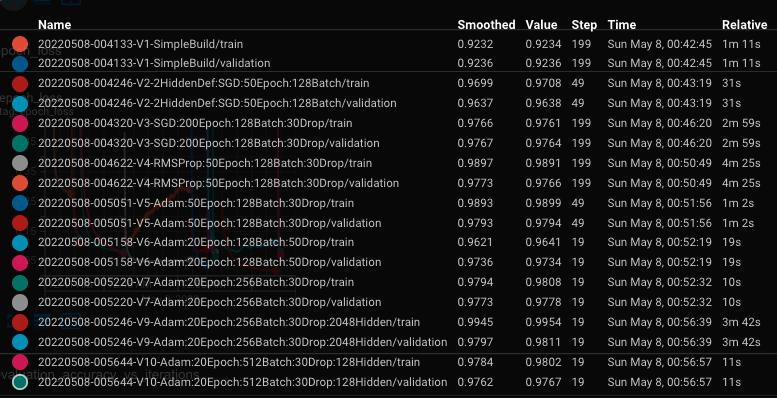 Name Smoothed Value Step Time Relative
20220508-004133-V1-SimpleBuild/train 0.9232 0.9234 199 Sun May 8, 00:42:45 1m 11s
20220508-004133-V1-SimpleBuild/validation 0.9236 0.9236 199 Sun May 8, 00:42:45 1m 11s
20220508-004246-V2-2HiddenDef:SGD:50Epoch:128Batch/train 0.9699 0.9708 49 Sun May 8, 00:43:19 31s
20220508-004246-V2-2HiddenDef:SGD:50Epoch:128Batch/validation 0.9637 0.9638 49 Sun May 8, 00:43:19 31s
20220508-004320-V3-SGD:200Epoch:128Batch:30Drop/train 0.9766 0.9761 199 Sun May 8, 00:46:20 2m 59s
20220508-004320-V3-SGD:200Epoch:128Batch:30Drop/validation 0.9767 0.9764 199 Sun May 8, 00:46:20 2m 59s
20220508-004622-V4-RMSProp:50Epoch:128Batch:30Drop/train 0.9897 0.9891 199 Sun May 8, 00:50:49 4m 25s
20220508-004622-V4-RMSProp:50Epoch:128Batch:30Drop/validation 0.9773 0.9766 199 Sun May 8, 00:50:49 4m 25s
20220508-005051-V5-Adam:50Epoch:128Batch:30Drop/train 0.9893 0.9899 49 Sun May 8, 00:51:56 1m 2s
20220508-005051-V5-Adam:50Epoch:128Batch:30Drop/validation 0.9793 0.9794 49 Sun May 8, 00:51:56 1m 2s
20220508-005158-V6-Adam:20Epoch:128Batch:50Drop/train 0.9621 0.9641 19 Sun May 8, 00:52:19 19s
20220508-005158-V6-Adam:20Epoch:128Batch:50Drop/validation 0.9736 0.9734 19 Sun May 8, 00:52:19 19s
20220508-005220-V7-Adam:20Epoch:256Batch:30Drop/train 0.9794 0.9808 19 Sun May 8, 00:52:32 10s
20220508-005220-V7-Adam:20Epoch:256Batch:30Drop/validation 0.9773 0.9778 19 Sun May 8, 00:52:32 10s
20220508-005246-V9-Adam:20Epoch:256Batch:30Drop:2048Hidden/train 0.9945 0.9954 19 Sun May 8, 00:56:39 3m 42s
20220508-005246-V9-Adam:20Epoch:256Batch:30Drop:2048Hidden/validation 0.9797 0.9811 19 Sun May 8, 00:56:39 3m 42s
20220508-005644-V10-Adam:20Epoch:512Batch:30Drop:128Hidden/train 0.9784 0.9802 19 Sun May 8, 00:56:57 11s
20220508-005644-V10-Adam:20Epoch:512Batch:30Drop:128Hidden/validation 0.9762 0.9767 19 Sun May 8, 00:56:57 11s